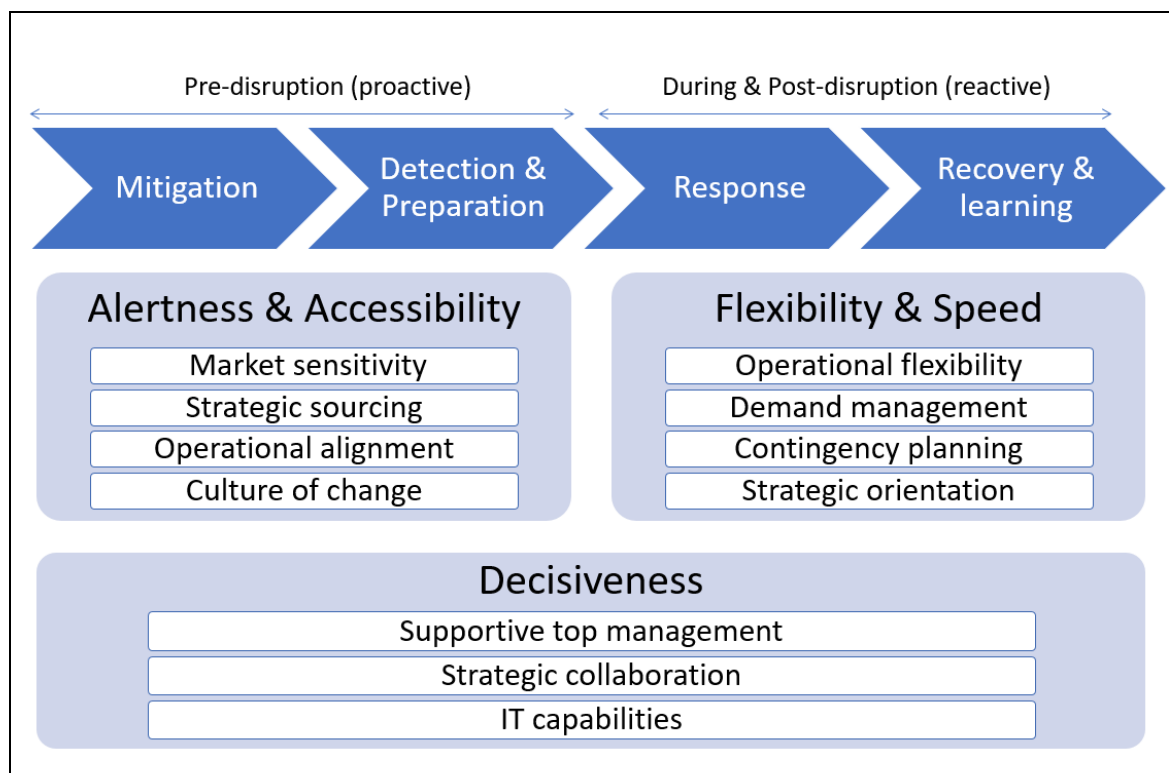 Pre-disruption (proactive)
During & Post-disruption (reactive)
Mitigation
Detection &
Preparation
Response
Recovery &
learning
Alertness & Accessibility
Market sensitivity
Strategic sourcing
Operational alignment
Culture of change
Flexibility & Speed
Operational flexibility
Demand management
Contingency planning
Strategic orientation
Decisiveness
Supportive top management
Strategic collaboration
IT capabilities